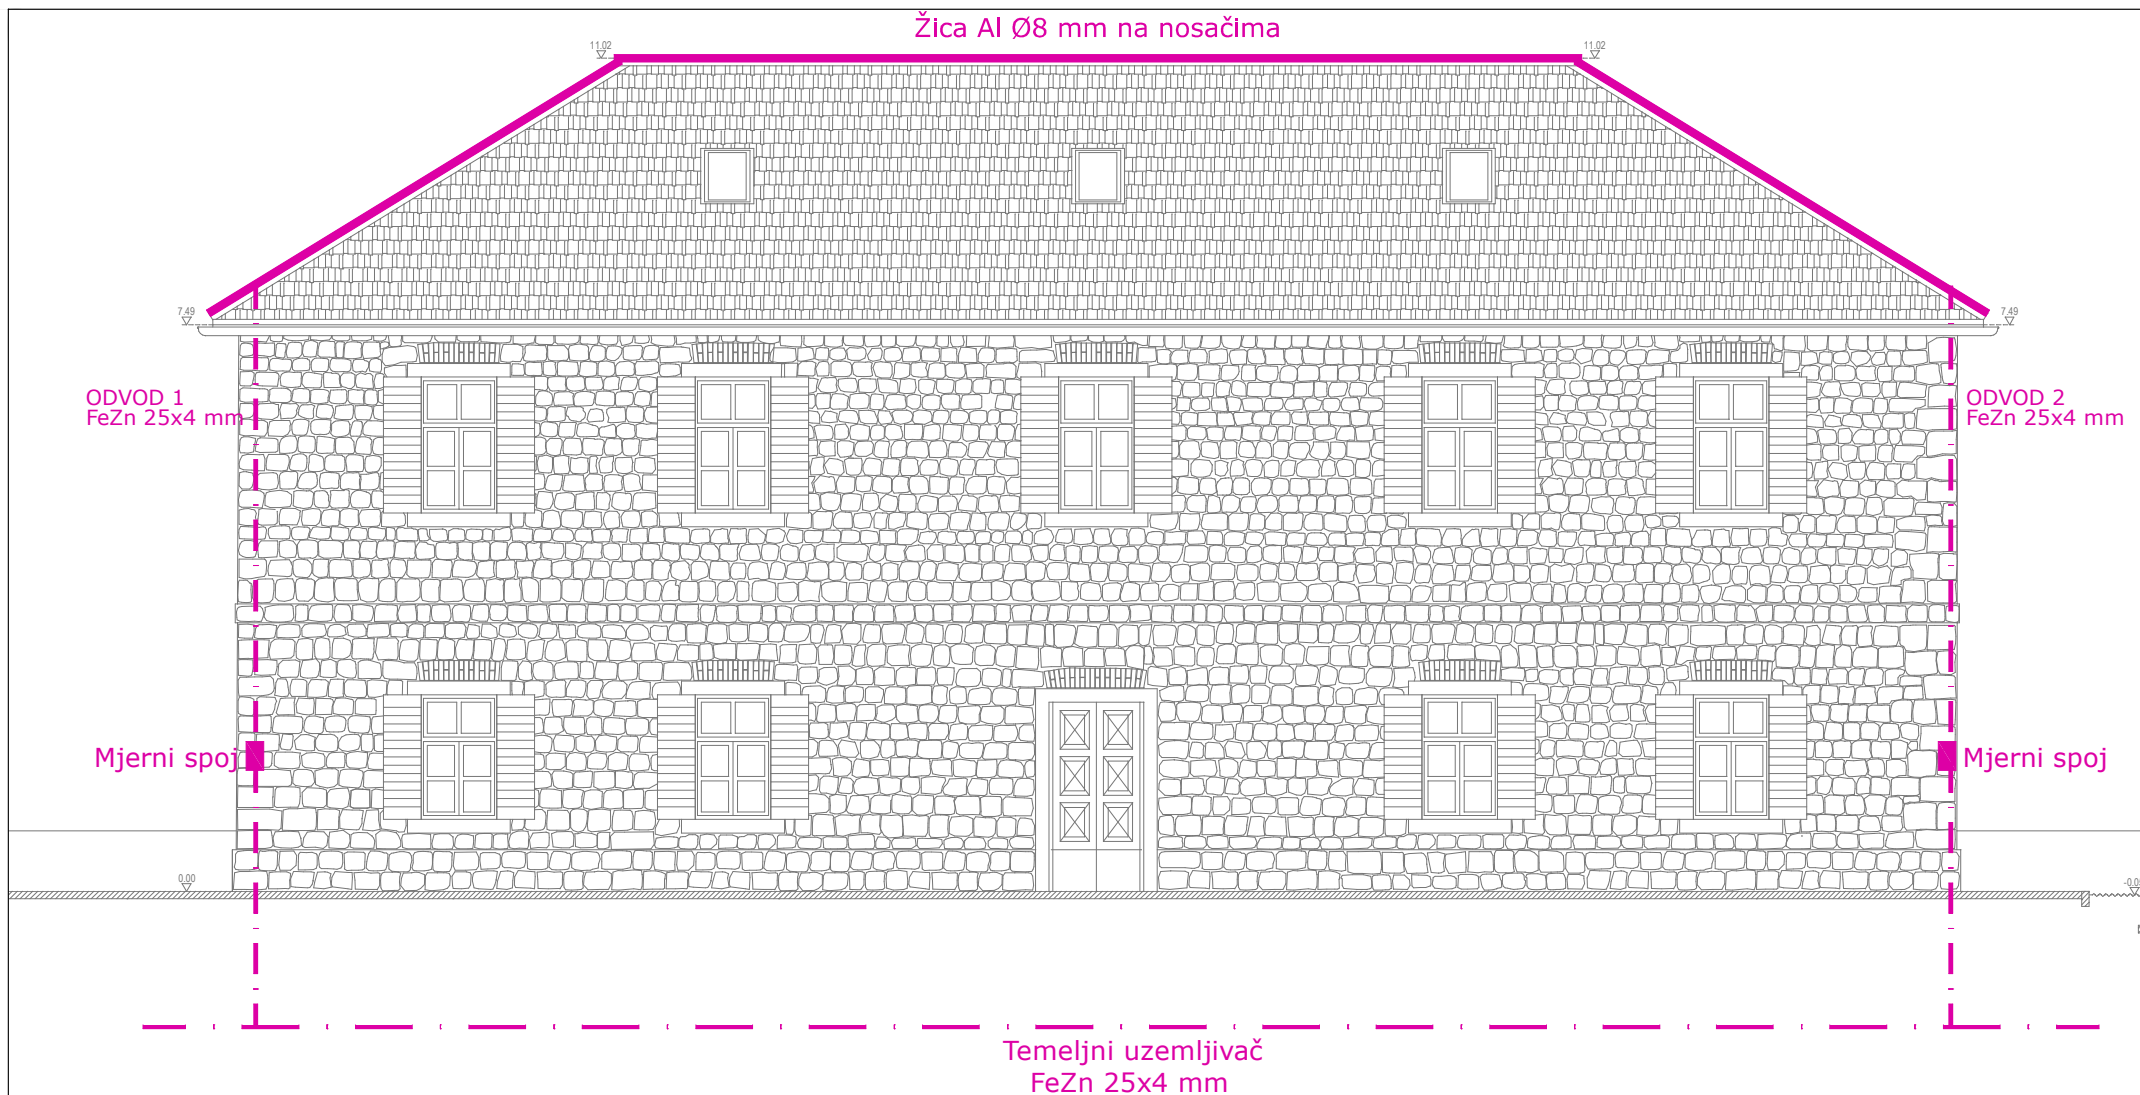 Žica Al Ø8 mm na nosačima
11.02
11.02
7.49
7.49
ODVOD 1
FeZn 25x4 mm
ODVOD 2
FeZn 25x4 mm
Mjerni spoj
Mjerni spoj
0.00
Temeljni uzemljivač
FeZn 25x4 mm